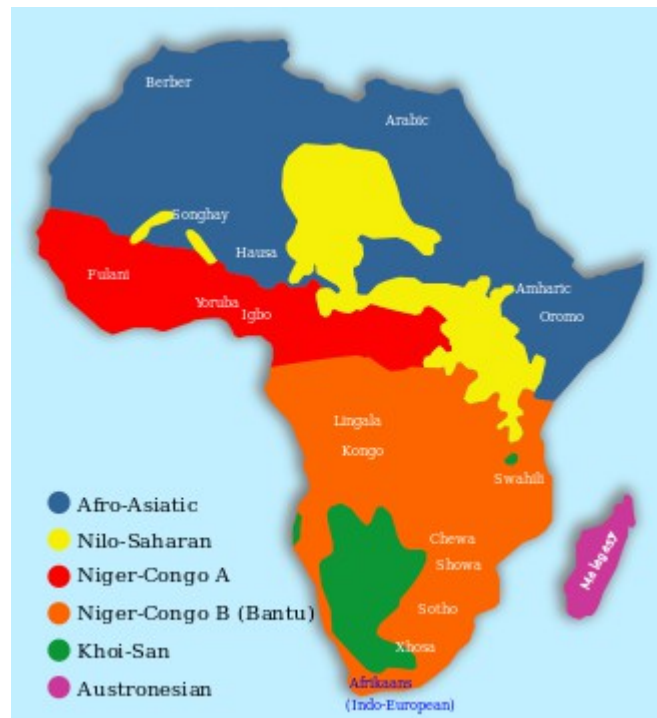 Berber
Arabic
Songhay
Hausa
Fulani
Yoruba
Igbo
Amharic
Oromo
Lingala
Kongo
Swahili
Malagasy
Chewa
Showa
Sotho
Xhosa
Afrikaans
(Indo-European)
Afro-Asiatic
Nilo-Saharan
Niger-Congo A
Niger-Congo B (Bantu)
Khoi-San
Austronesian